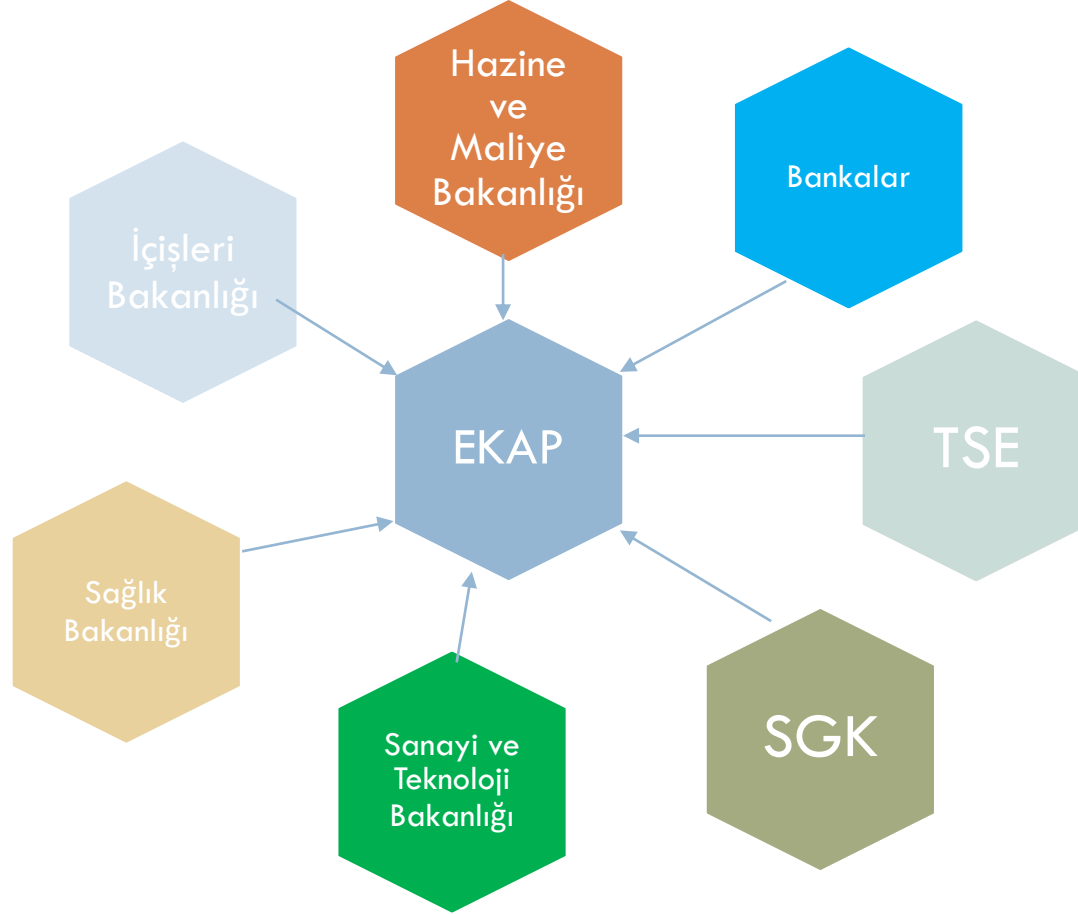 Hazine
ve
Maliye
Bakanlığı
Bankalar
İçişleri
Bakanlığı
EKAP
TSE
Sağlık
Bakanlığı
Sanayi ve
Teknoloji
Bakanlığı
SGK